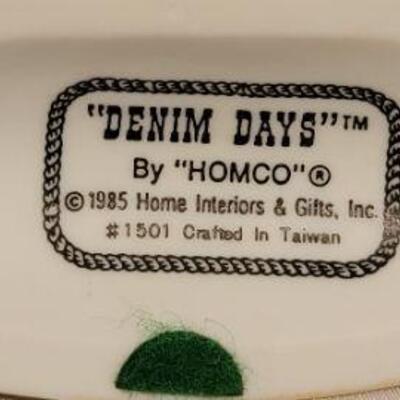 "DENIM DAYS"™
By "HOMCO"®
© 1985 Home Interiors & Gifts, Inc.
#1501 Crafted In Taiwan